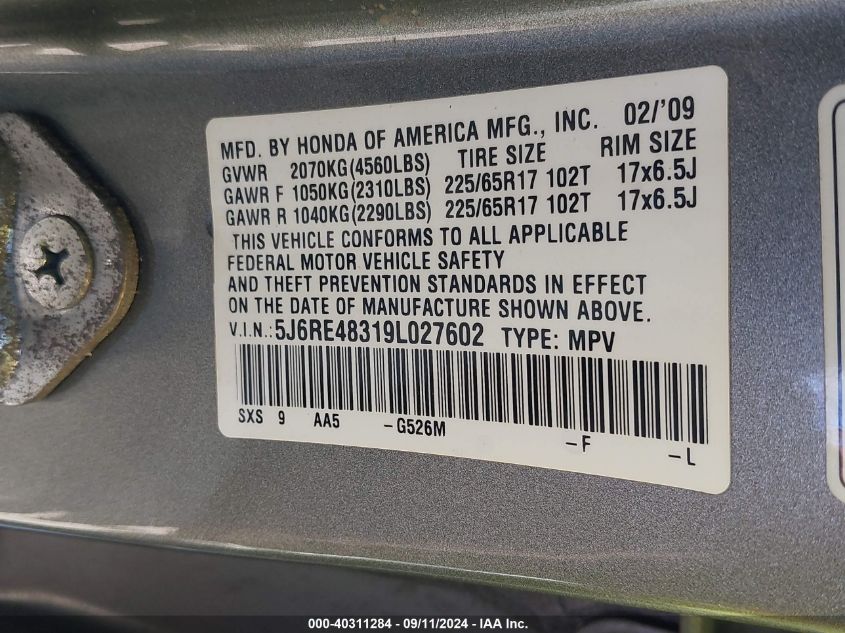 MFD. BY HONDA OF AMERICA MFG., INC. 02/'09
GVWR 2070KG(4560LBS) TIRE SIZE RIM SIZE
GAWR F 1050KG(2310LBS) 225/65R17 102T 17x6.5J
GAWR R 1040KG(2290LBS) 225/65R17 102T 17x6.5J
THIS VEHICLE CONFORMS TO ALL APPLICABLE
FEDERAL MOTOR VEHICLE SAFETY
AND THEFT PREVENTION STANDARDS IN EFFECT
ON THE DATE OF MANUFACTURE SHOWN ABOVE.
V.I.N.: 5J6RE48319L027602 TYPE: MPV
SXS 9 AA5 -G526M -F -L
000-40311284 - 09/11/2024 - IAA Inc.